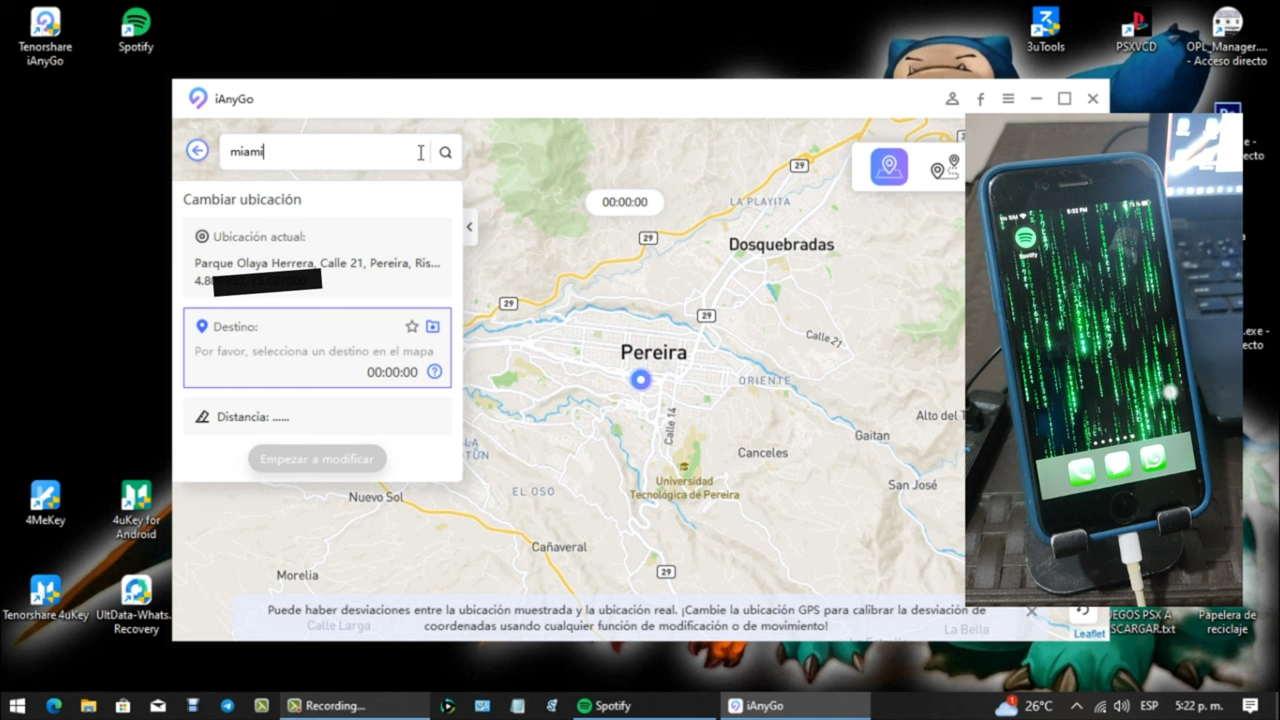 Tenorshare
iAnyGo
Spotify
3uTools
PSXVCD
OPL_Manager....
- Acceso directo
iAnyGo
miami
Cambiar ubicación
Ubicación actual:
Parque Olaya Herrera, Calle 21, Pereira, Ris...
Destino:
Por favor, selecciona un destino en el mapa
00:00:00
Distancia: ......
Empezar a modificar
00:00:00
29
29
29
29
29
LA PLAYITA
Dosquebradas
Calle 21
Pereira
ORIENTE
Calle 14
Alto del
Gaitan
Canceles
San José
Universidad
Tecnológica de Pereira
EL OSO
Nuevo Sol
Cañaveral
Morelia
Calle Larga
La Bella
Puede haber desviaciones entre la ubicación muestrada y la ubicación real. ¡Cambie la ubicación GPS para calibrar la desviación de
cordenadas usando cualquier función de modificación o de movimiento!
Leaflet
Spotify
4MeKey
4uKey for
Android
Tenorshare 4uKey
UltData-Whats.
Recovery
Papelera de
reciclaje
Recording...
Spotify
iAnyGo
26°C
ESP
5:22 p. m.